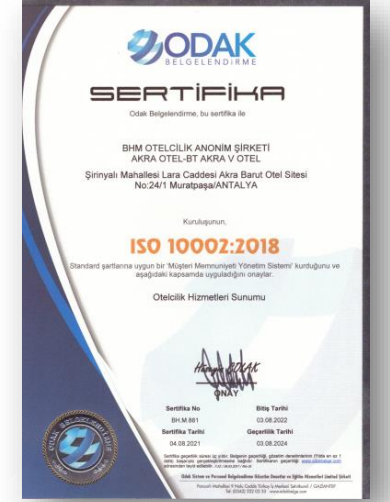 ODAK
BELGELENDİRME
SERTİFİKA
Odak Belgelendirme, bu sertifika ile
BHM OTELCİLİK ANONİM ŞİRKETİ
AKRA OTEL-BT AKRA V OTEL
Şirinyalı Mahallesi Lara Caddesi Akra Barut Otel Sitesi
No:24/1 Muratpaşa/ANTALYA
Kuruluşunun,
ISO 10002:2018
Standard şartlarına uygun bir 'Müşteri Memnuniyeti Yönetim Sistemi' kurduğunu ve
aşağıdaki kapsamda uyguladığını onaylar.
Otelcilik Hizmetleri Sunumu
Hüseyin ODAK
ONAY
Sertifika No
Bitiş Tarihi
BH.M.881
03.08.2022
Sertifika Tarihi
Geçerlilik Tarihi
04.08.2021
03.08.2024